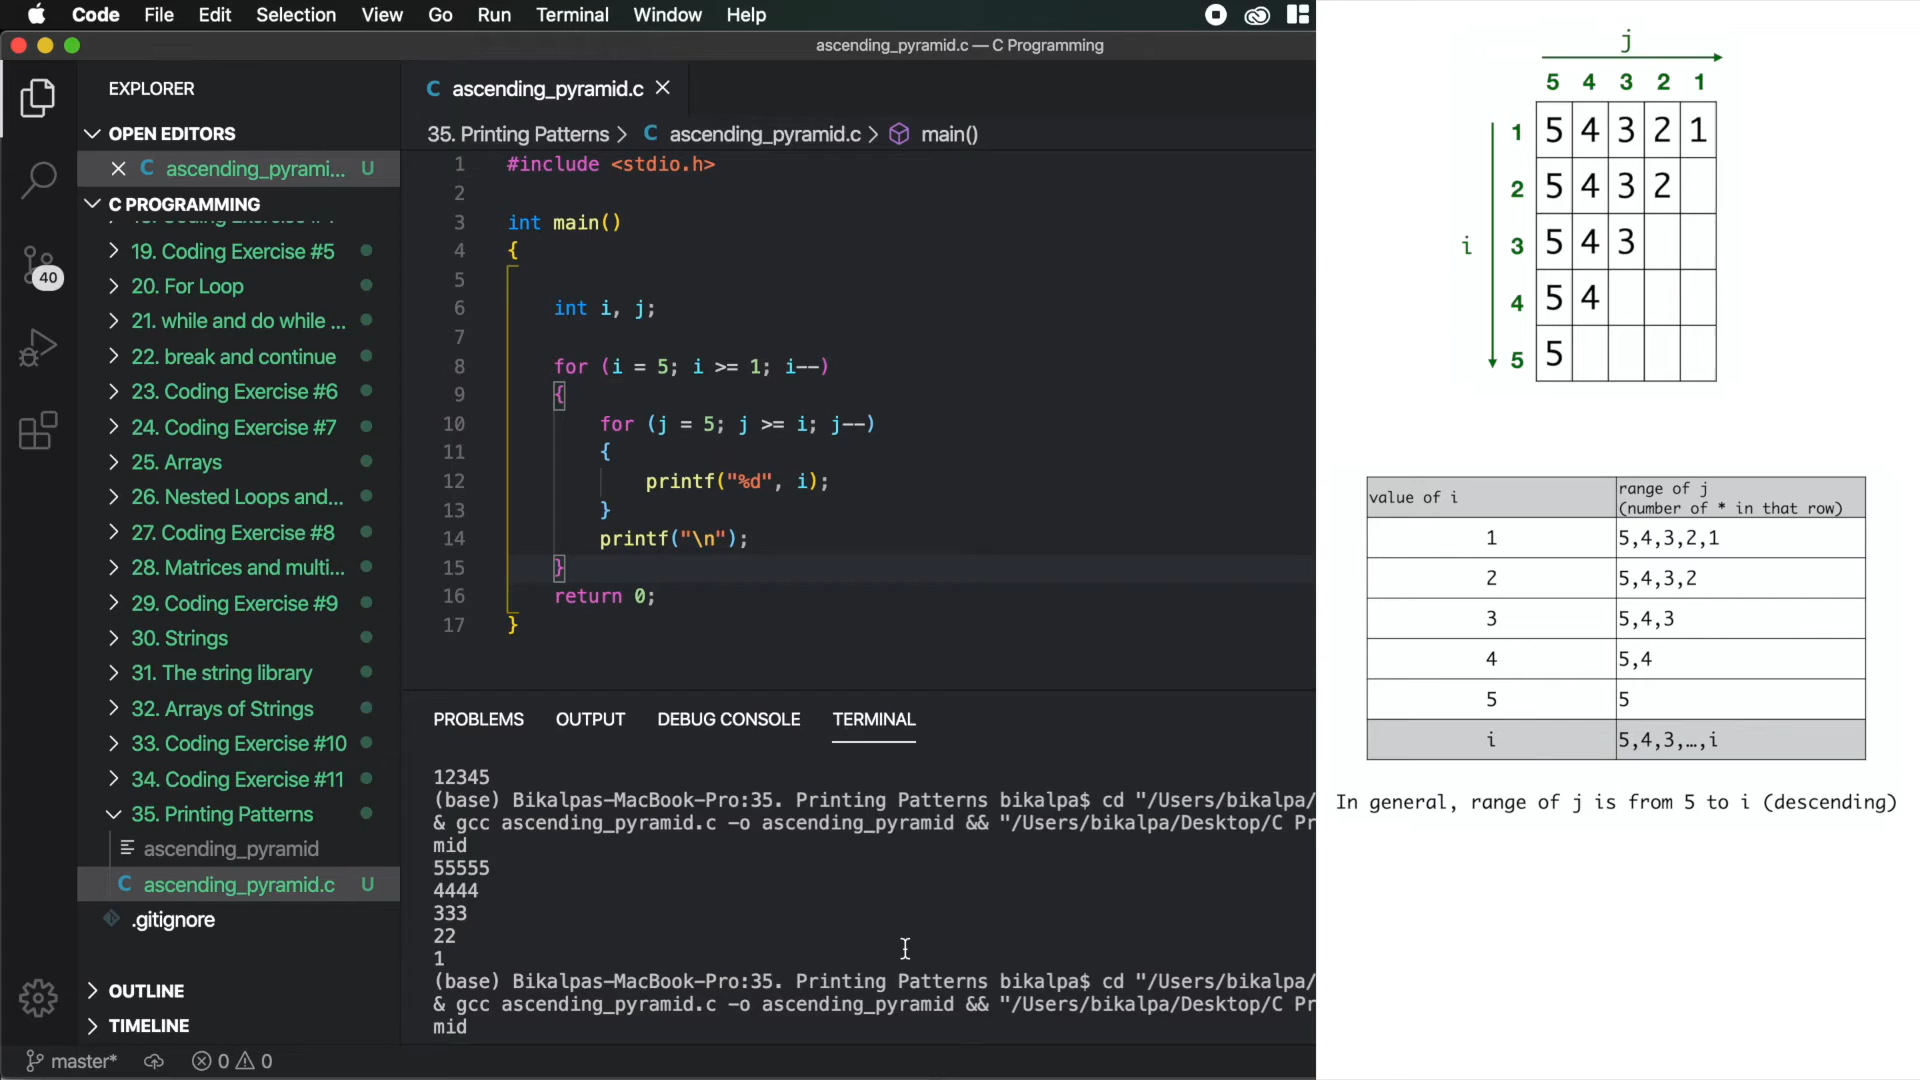 Code File Edit Selection View Go Run Terminal Window Help
ascending_pyramid.c — C Programming
EXPLORER
OPEN EDITORS
ascending_pyrami... U
C PROGRAMMING
19. Coding Exercise #5
20. For Loop
21. while and do while ...
22. break and continue
23. Coding Exercise #6
24. Coding Exercise #7
25. Arrays
26. Nested Loops and...
27. Coding Exercise #8
28. Matrices and multi...
29. Coding Exercise #9
30. Strings
31. The string library
32. Arrays of Strings
33. Coding Exercise #10
34. Coding Exercise #11
35. Printing Patterns
ascending_pyramid
C ascending_pyramid.c U
.gitignore
OUTLINE
TIMELINE
40
master* 0 0
C ascending_pyramid.c
35. Printing Patterns > C ascending_pyramid.c > main()
1 #include <stdio.h>
2
3 int main()
4 {
5
6 int i, j;
7
8 for (i = 5; i >= 1; i--)
9 {
10 for (j = 5; j >= i; j--)
11 {
12 printf("%d", i);
13 }
14 printf("\n");
15 }
16 return 0;
17 }
PROBLEMS OUTPUT DEBUG CONSOLE TERMINAL
12345
(base) Bikalpas-MacBook-Pro:35. Printing Patterns bikalpa$ cd "/Users/bikalpa/
& gcc ascending_pyramid.c -o ascending_pyramid && "/Users/bikalpa/Desktop/C Pr
mid
55555
4444
333
22
1
(base) Bikalpas-MacBook-Pro:35. Printing Patterns bikalpa$ cd "/Users/bikalpa/
& gcc ascending_pyramid.c -o ascending_pyramid && "/Users/bikalpa/Desktop/C Pr
mid
j
5 4 3 2 1
1 5 4 3 2 1
2 5 4 3 2
i 3 5 4 3
4 5 4
5 5
value of i range of j
(number of * in that row)
1 5,4,3,2,1
2 5,4,3,2
3 5,4,3
4 5,4
5 5
i 5,4,3,…,i
In general, range of j is from 5 to i (descending)